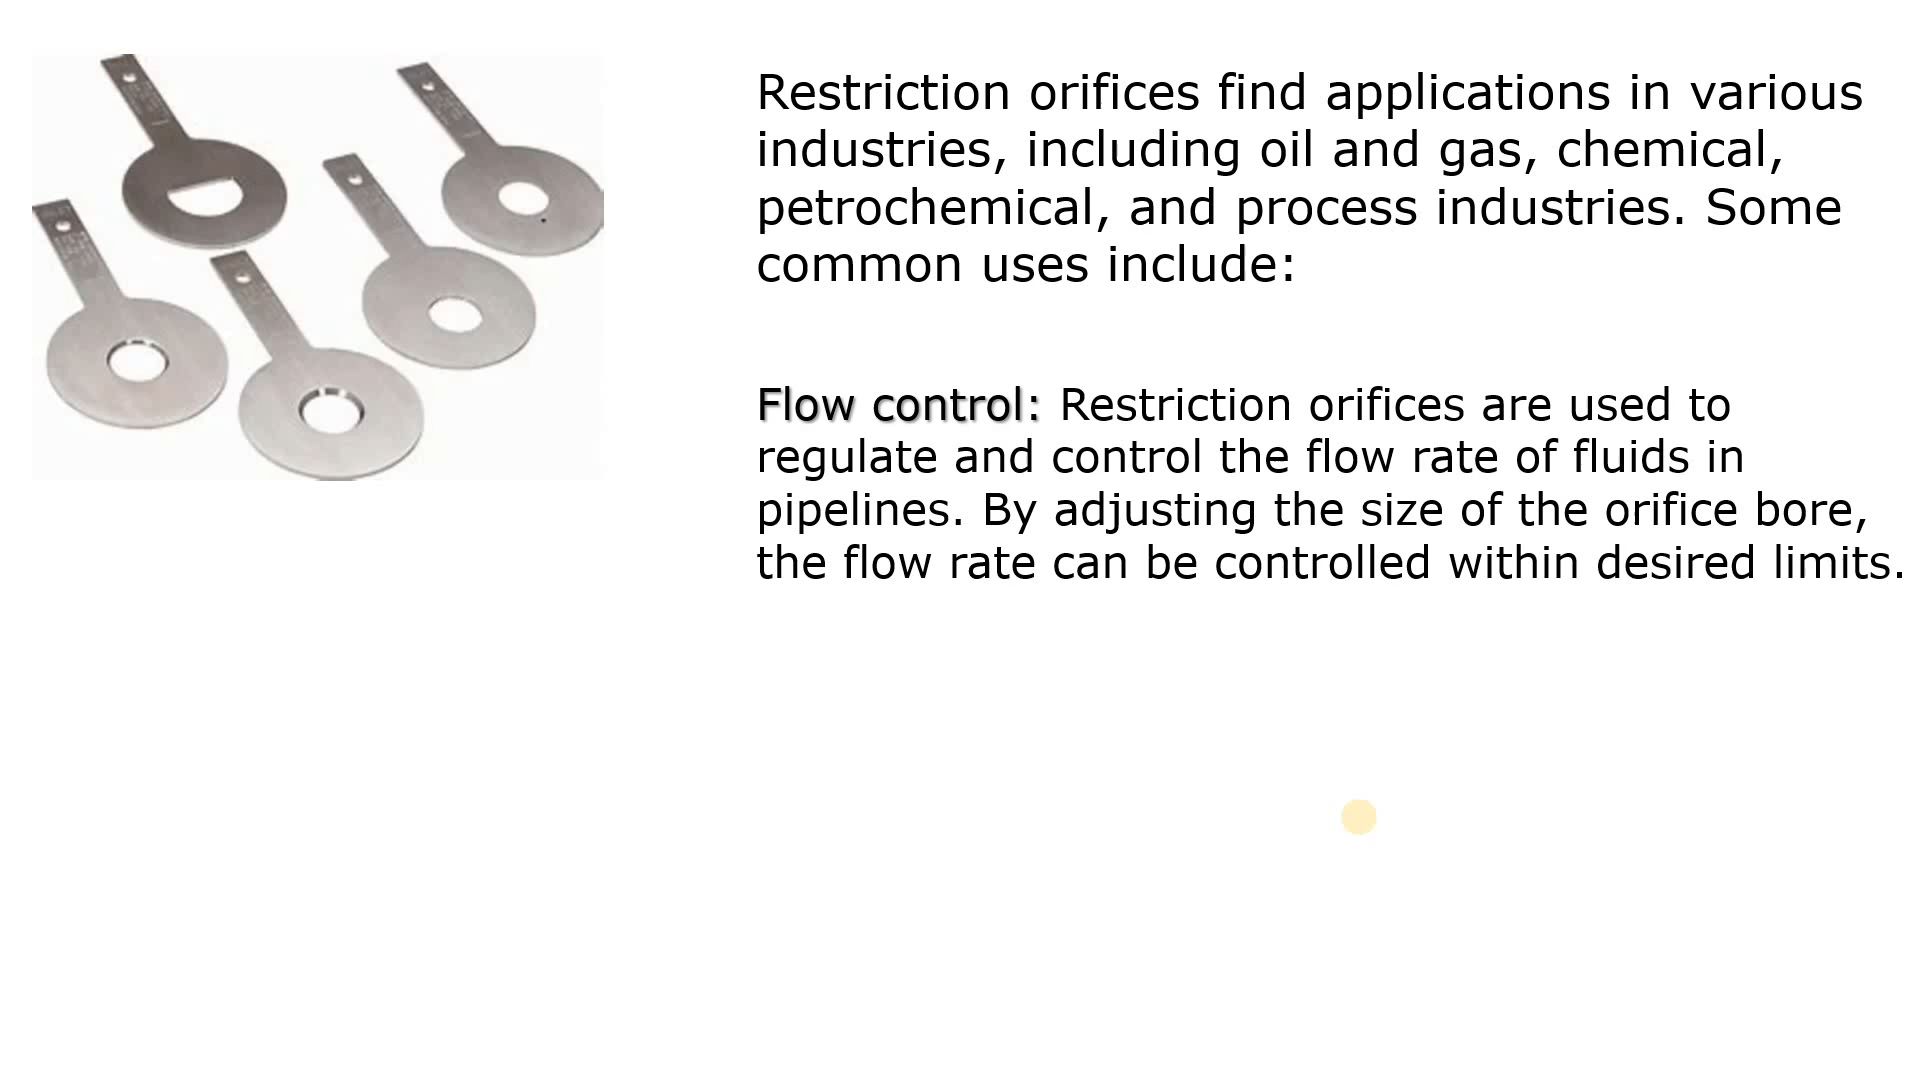 Restriction orifices find applications in various
industries, including oil and gas, chemical,
petrochemical, and process industries. Some
common uses include:
Flow control: Restriction orifices are used to
regulate and control the flow rate of fluids in
pipelines. By adjusting the size of the orifice bore,
the flow rate can be controlled within desired limits.